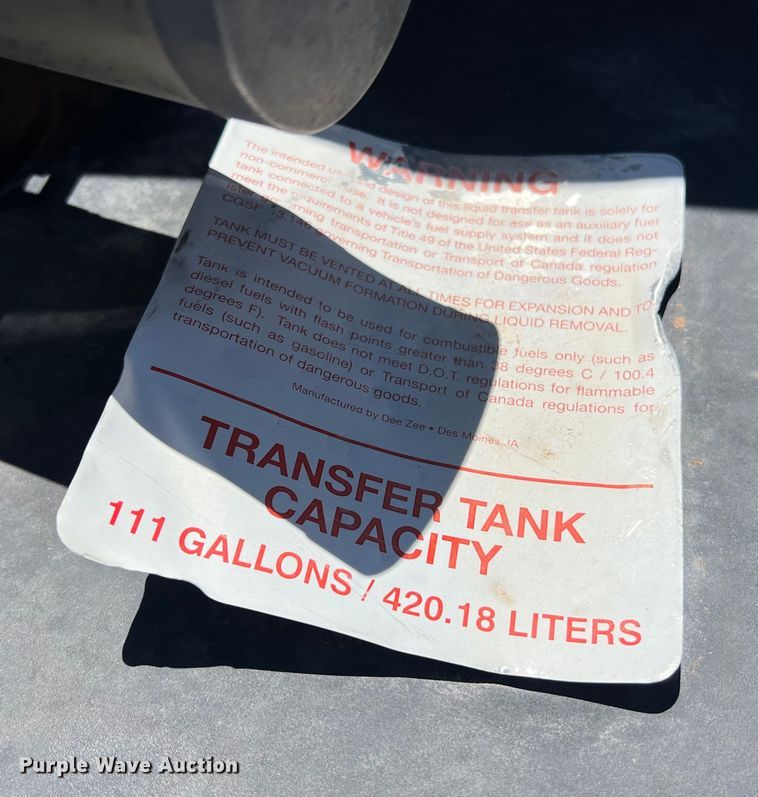 WARNING
The intended use and design of this liquid transfer tank is solely for
non-commercial use. It is not designed for use as an auxiliary fuel
tank connected to a vehicle's fuel supply system and it does not
meet the requirements of Title 49 of the United States Federal Reg-
ister governing transportation or Transport of Canada regulation
CGSB 43.146 governing Transportation of Dangerous Goods.
TANK MUST BE VENTED AT ALL TIMES FOR EXPANSION AND TO
PREVENT VACUUM FORMATION DURING LIQUID REMOVAL.
Tank is intended to be used for combustible fuels only (such as
diesel fuels with flash points greater than 38 degrees C / 100.4
degrees F). Tank does not meet D.O.T. regulations for flammable
fuels (such as gasoline) or Transport of Canada regulations for
transportation of dangerous goods.
Manufactured by Dee Zee • Des Moines, IA
TRANSFER TANK
CAPACITY
111 GALLONS / 420.18 LITERS
Purple Wave Auction